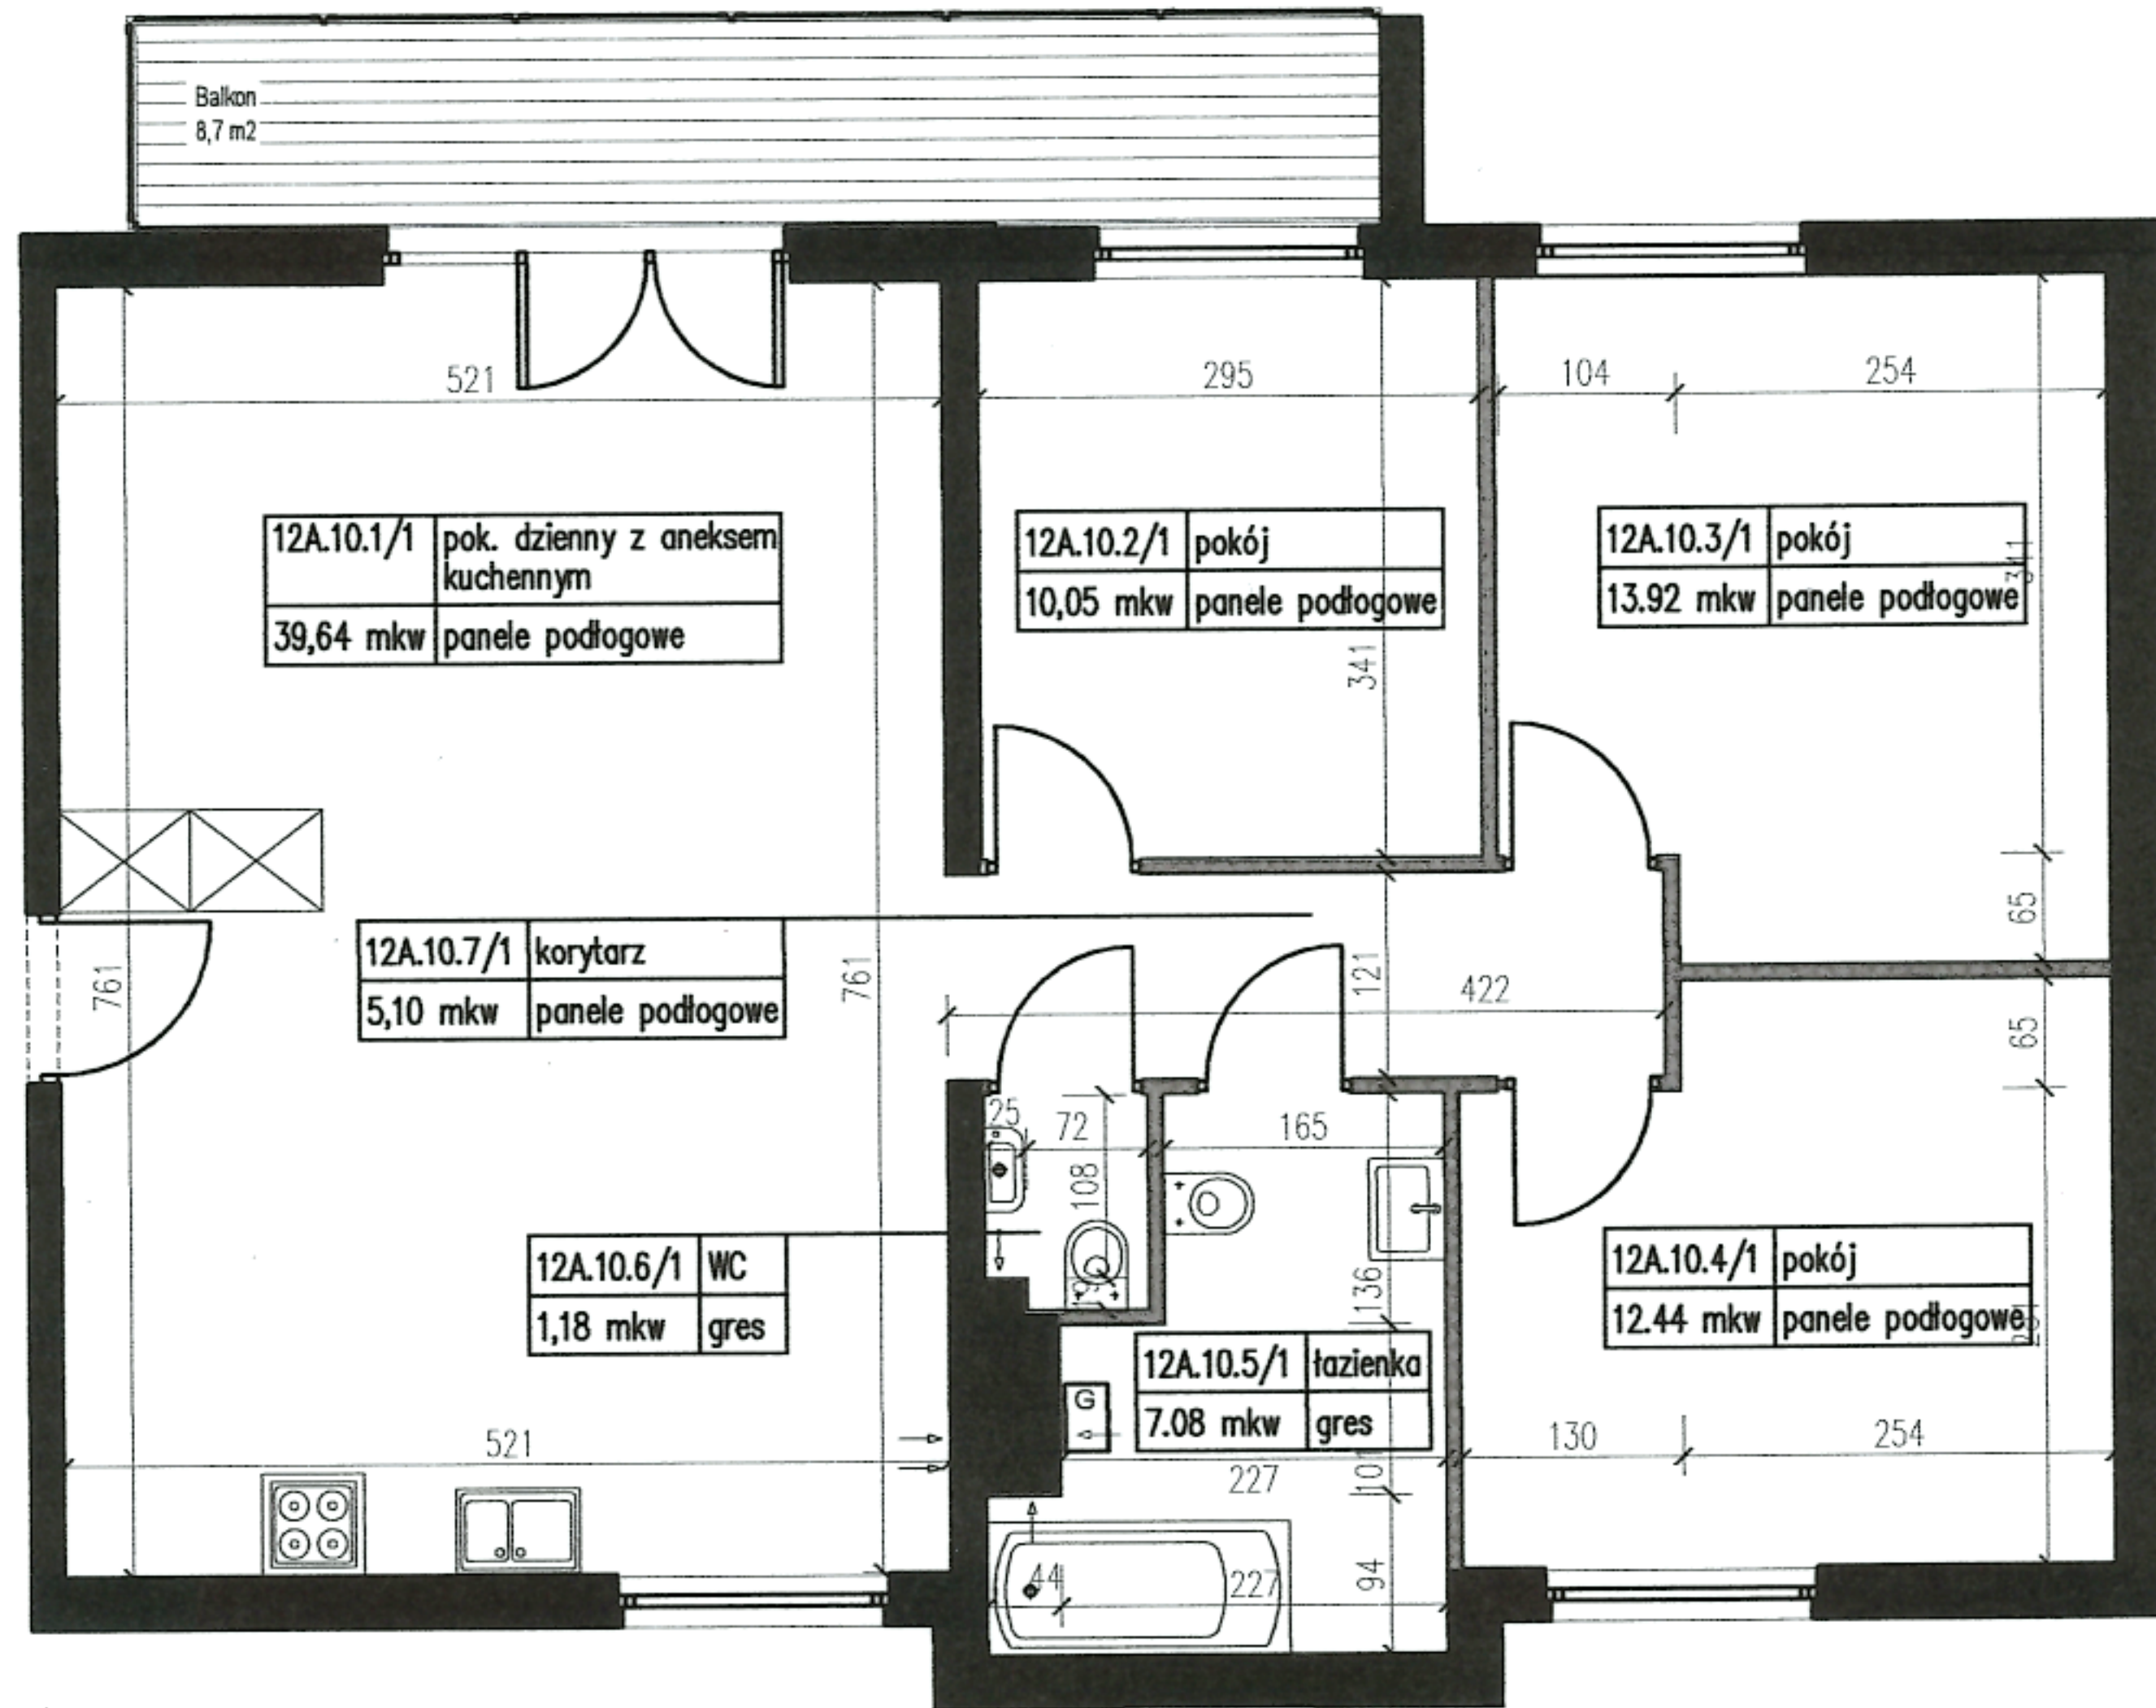 Balkon
8,7 m2
521
295
104
254
12A.10.1/1 pok. dzienny z aneksem
kuchennym
39,64 mkw panele podłogowe
12A.10.2/1 pokój
10,05 mkw panele podłogowe
12A.10.3/1 pokój
13.92 mkw panele podłogowe
341
341
65
12A.10.7/1 korytarz
5,10 mkw panele podłogowe
761
761
121
422
65
25
72
165
108
12A.10.6/1 WC
1,18 mkw gres
136
12A.10.5/1 łazienka
7.08 mkw gres
G
12A.10.4/1 pokój
12.44 mkw panele podłogowe
521
227
101
130
254
44
227
94